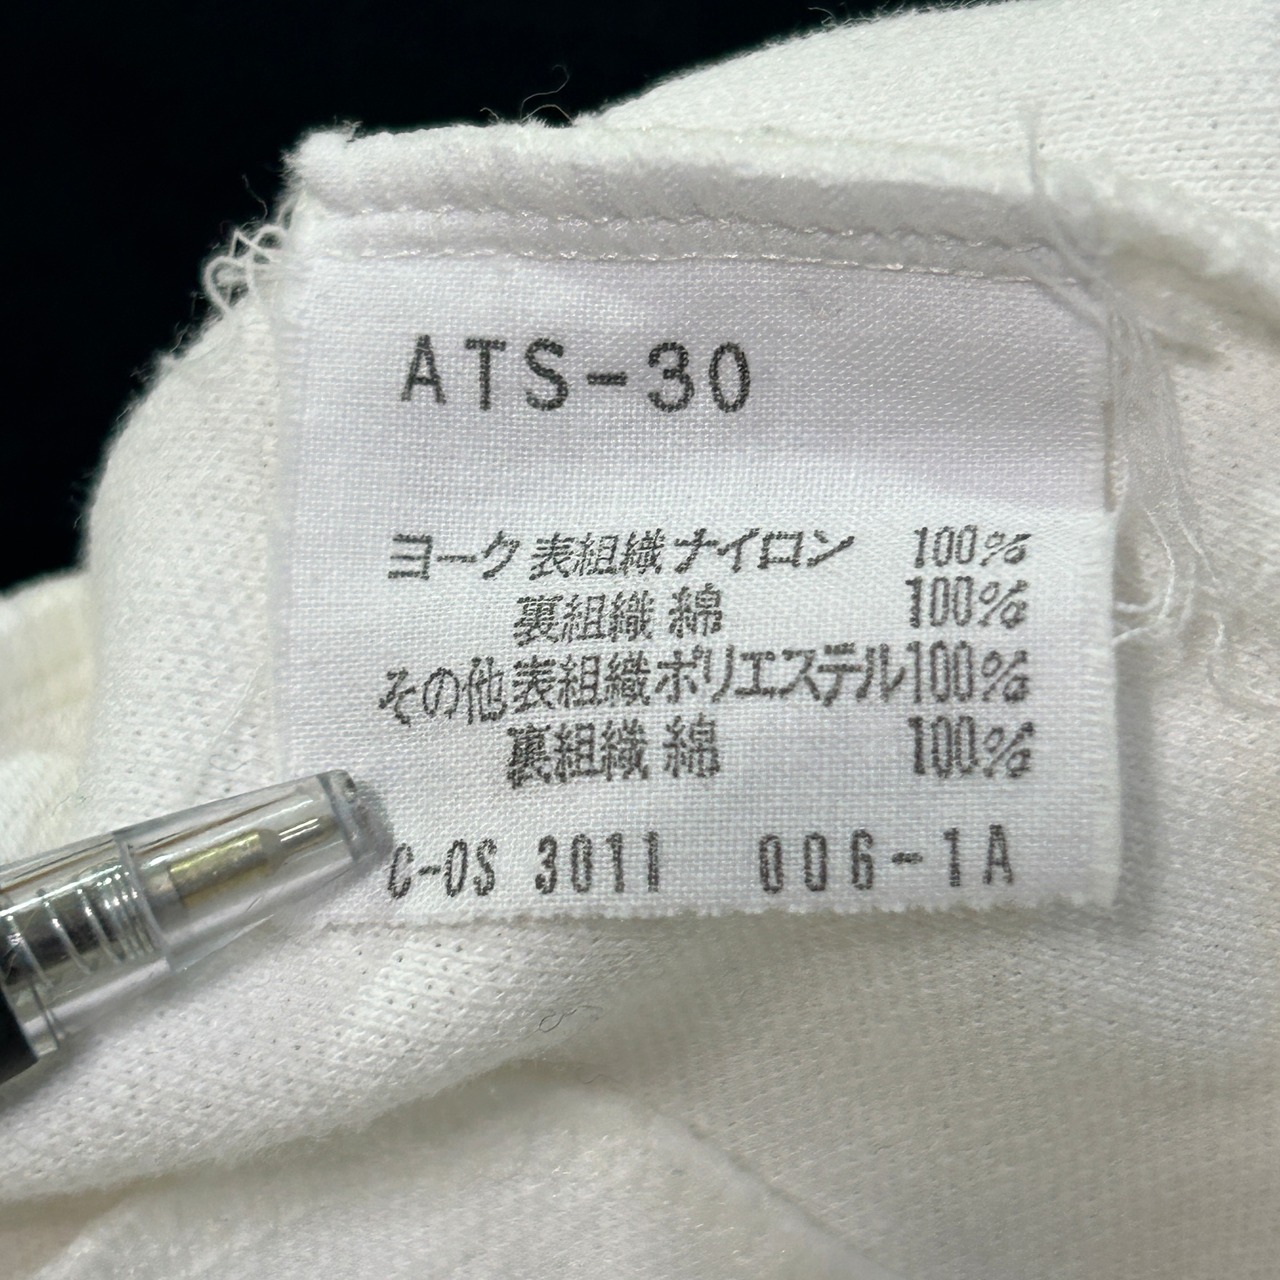 ATS-30
ヨーク 表組織 ナイロン 100%
裏組織 綿 100%
その他 表組織 ポリエステル 100%
裏組織 綿 100%
C-OS 3011 006-1A